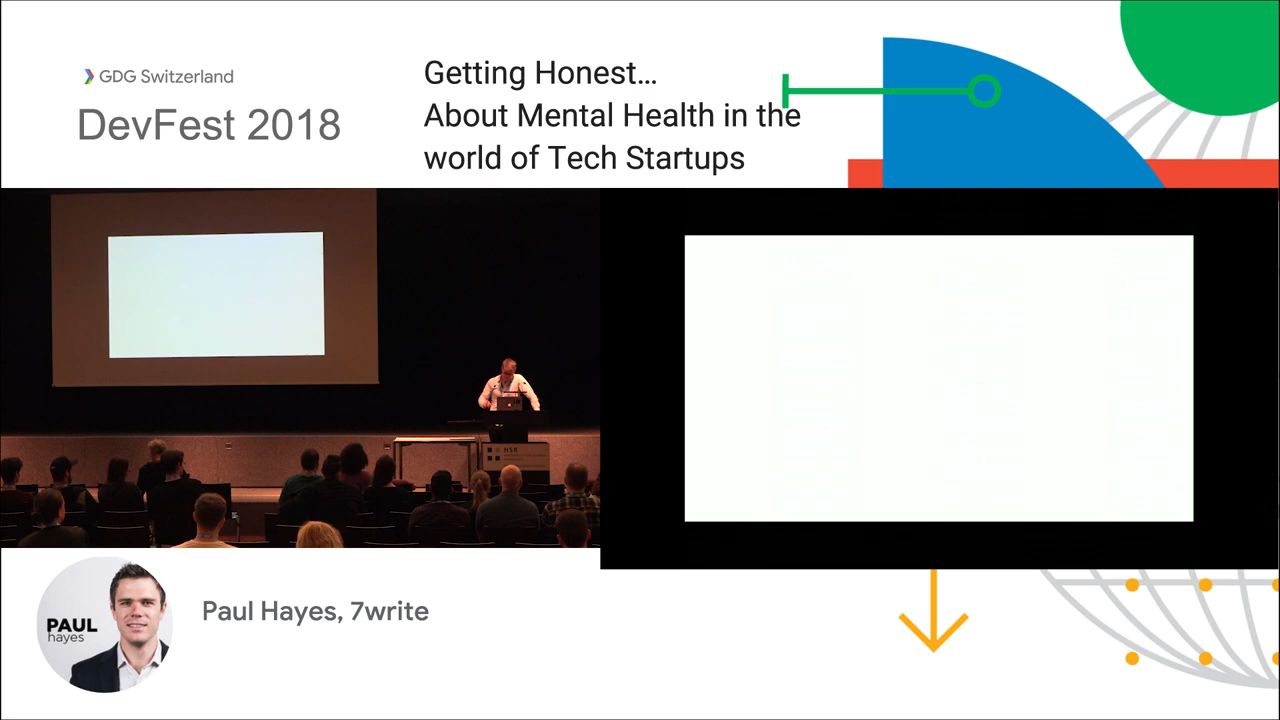 GDG Switzerland
DevFest 2018
Getting Honest...
About Mental Health in the
world of Tech Startups
HSR
PAUL
hayes
Paul Hayes, 7write